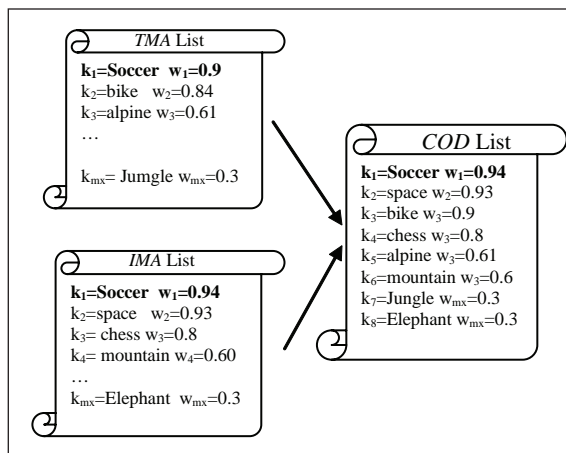 TMA List
k1=Soccer w1=0.9
k2=bike w2=0.84
k3=alpine w3=0.61
…
kmx= Jumgle wmx=0.3
IMA List
k1=Soccer w1=0.94
k2=space w2=0.93
k3= chess w3=0.8
k4= mountain w4=0.60
…
kmx=Elephant wmx=0.3
COD List
k1=Soccer w1=0.94
k2=space w2=0.93
k3=bike w3=0.9
k4=chess w3=0.8
k5=alpine w3=0.61
k6=mountain w3=0.6
k7=Jungle wmx=0.3
k8=Elephant wmx=0.3